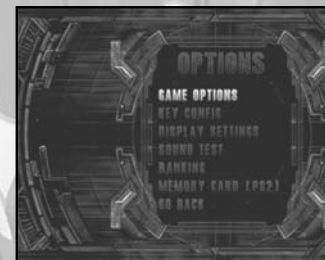 OPTIONS
GAME OPTIONS
KEY CONFIG
DISPLAY SETTINGS
SOUND TEST
RANKING
MEMORY CARD (PS2)
GO BACK